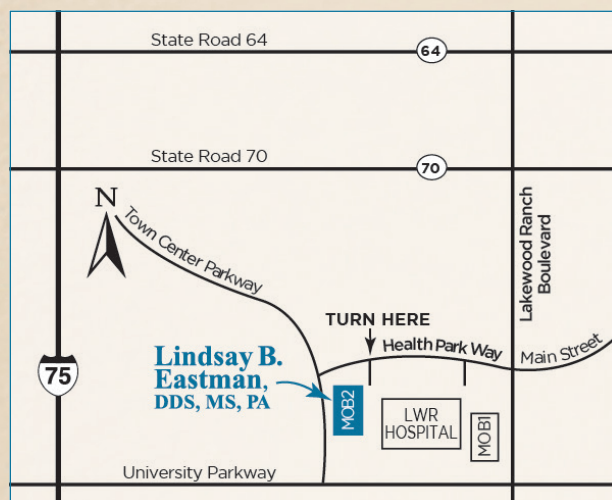 State Road 64
64
State Road 70
70
N
Town Center Parkway
Lakewood Ranch
Boulevard
TURN HERE
Health Park Way
Main Street
75
Lindsay B.
Eastman,
DDS, MS, PA
MOB2
LWR
HOSPITAL
MOB1
University Parkway